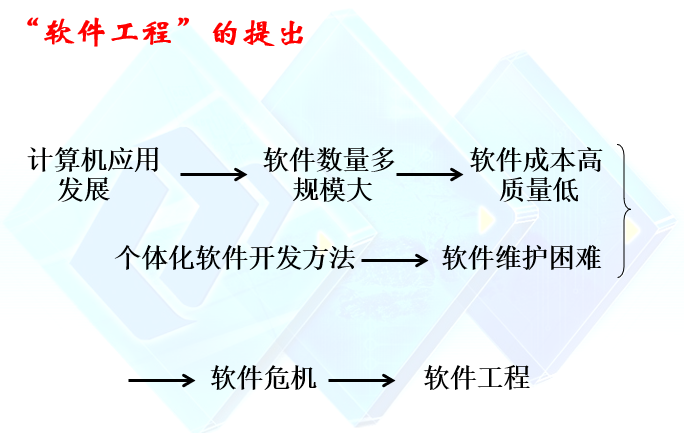 “软件工程”的提出
计算机应用 软件数量多 软件成本高
发展 规模大 质量低
个体化软件开发方法 软件维护困难
软件危机 软件工程